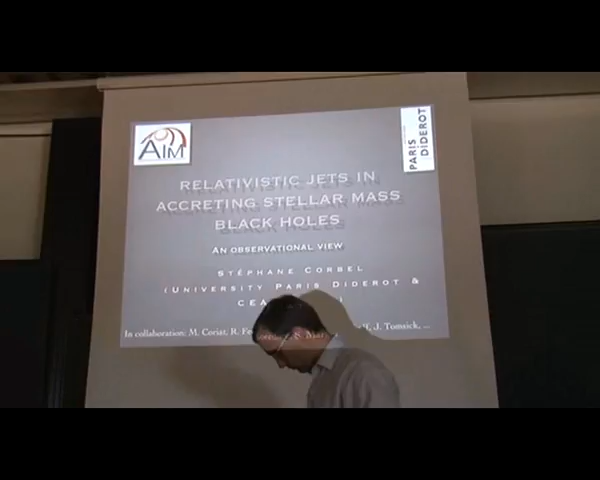 AIM
PARIS
DIDEROT
RELATIVISTIC JETS IN
ACCRETING STELLAR MASS
BLACK HOLES
AN OBSERVATIONAL VIEW
STÉPHANE CORBEL
(UNIVERSITY PARIS DIDEROT &
CEA
In collaboration: M. Coriat, R. J. Tomsick, ...